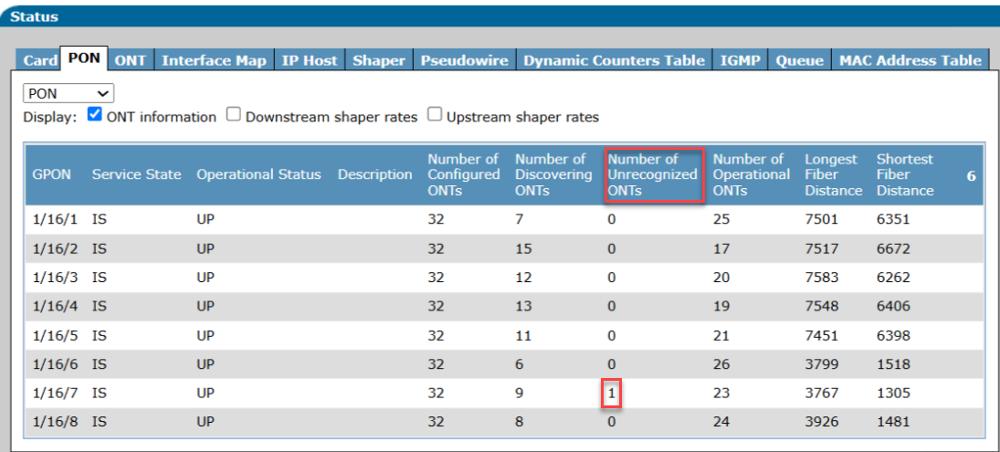 Status
Card PON ONT Interface Map IP Host Shaper Pseudowire Dynamic Counters Table IGMP Queue MAC Address Table
PON
Display: ONT information Downstream shaper rates Upstream shaper rates
GPON Service State Operational Status Description Number of Configured ONTs Number of Discovering ONTs Number of Unrecognized ONTs Number of Operational ONTs Longest Fiber Distance Shortest Fiber Distance 6
1/16/1 IS UP 32 7 0 25 7501 6351
1/16/2 IS UP 32 15 0 17 7517 6672
1/16/3 IS UP 32 12 0 20 7583 6262
1/16/4 IS UP 32 13 0 19 7548 6406
1/16/5 IS UP 32 11 0 21 7451 6398
1/16/6 IS UP 32 6 0 26 3799 1518
1/16/7 IS UP 32 9 1 23 3767 1305
1/16/8 IS UP 32 8 0 24 3926 1481